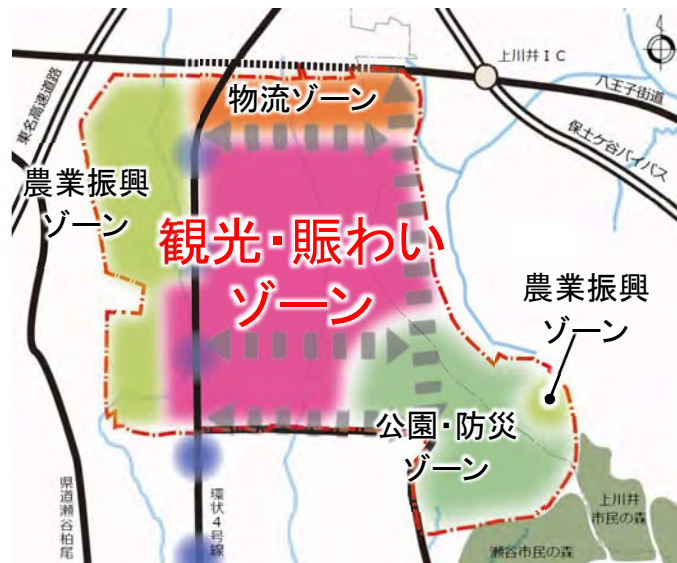 上川井IC
八王子街道
物流ゾーン
東名高速道路
保土ケ谷バイパス
農業振興
ゾーン
観光・賑わい
ゾーン
農業振興
ゾーン
公園・防災
ゾーン
県道瀬谷柏尾
環状4号線
上川井
市民の森
瀬谷市民の森